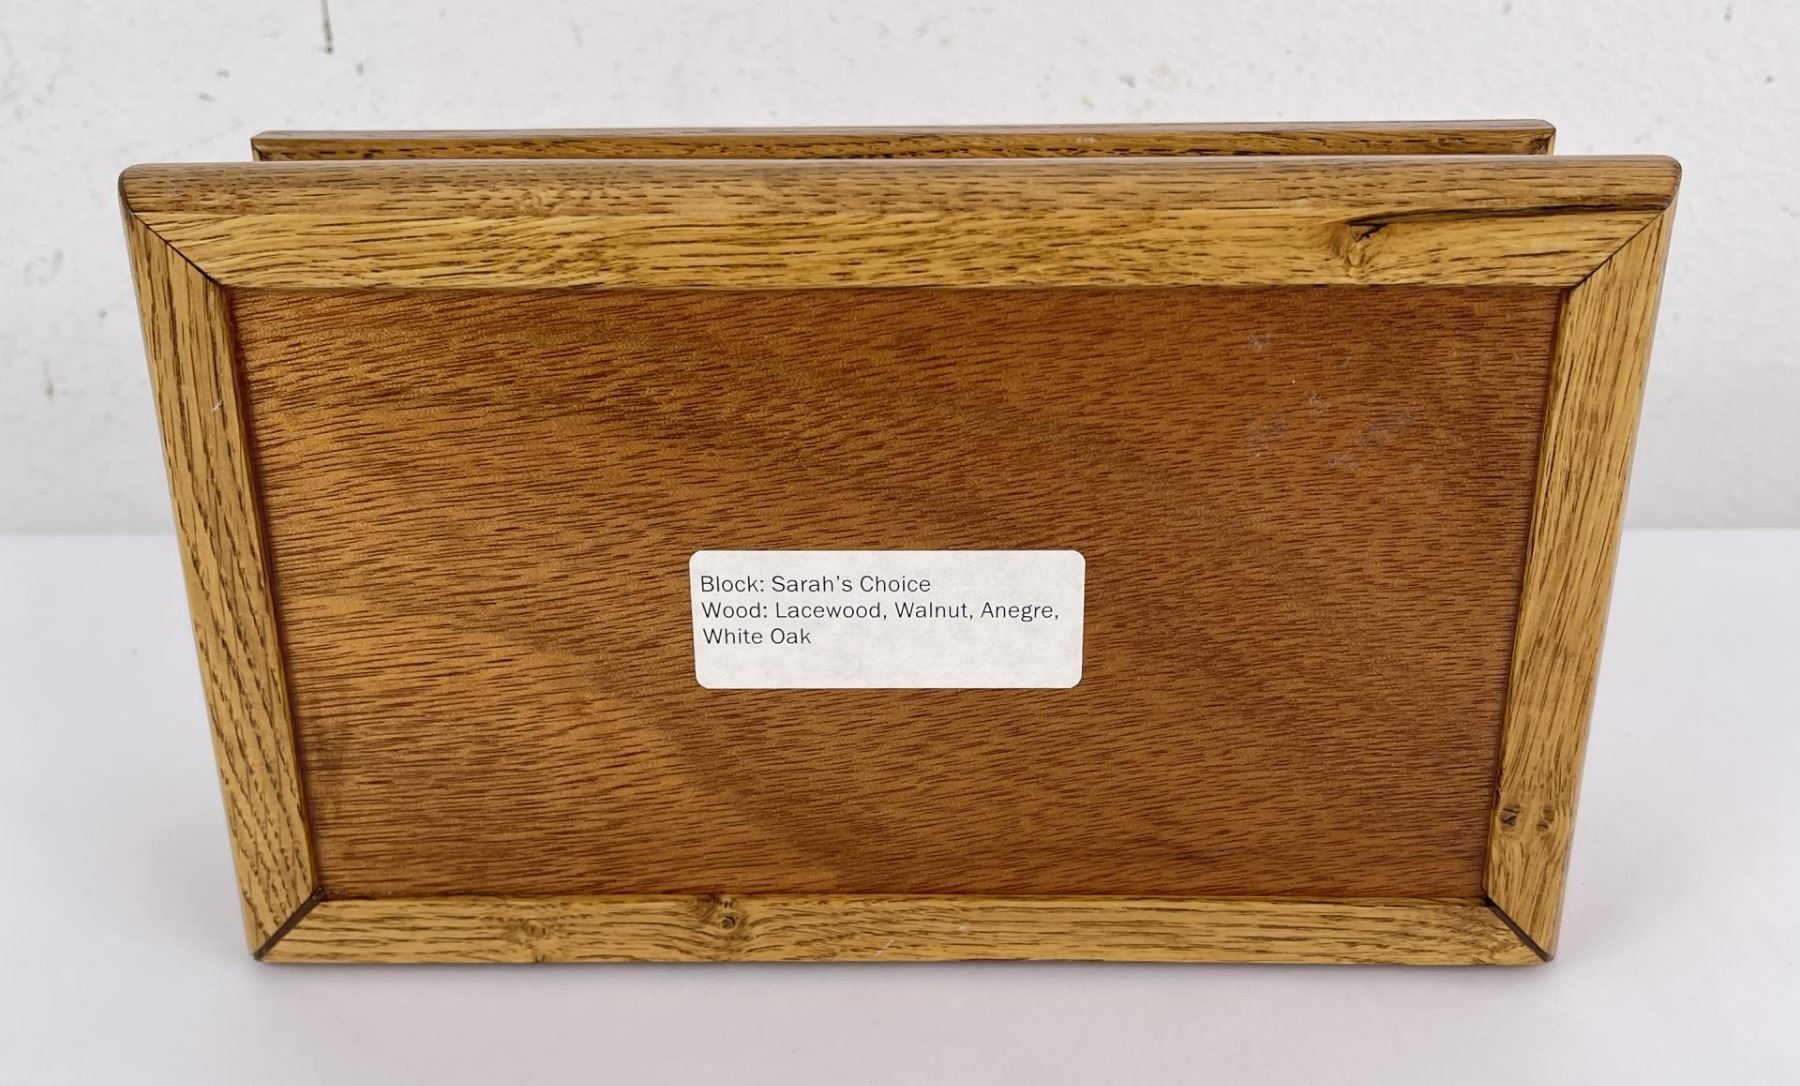 Block: Sarah's Choice
Wood: Lacewood, Walnut, Anegre,
White Oak